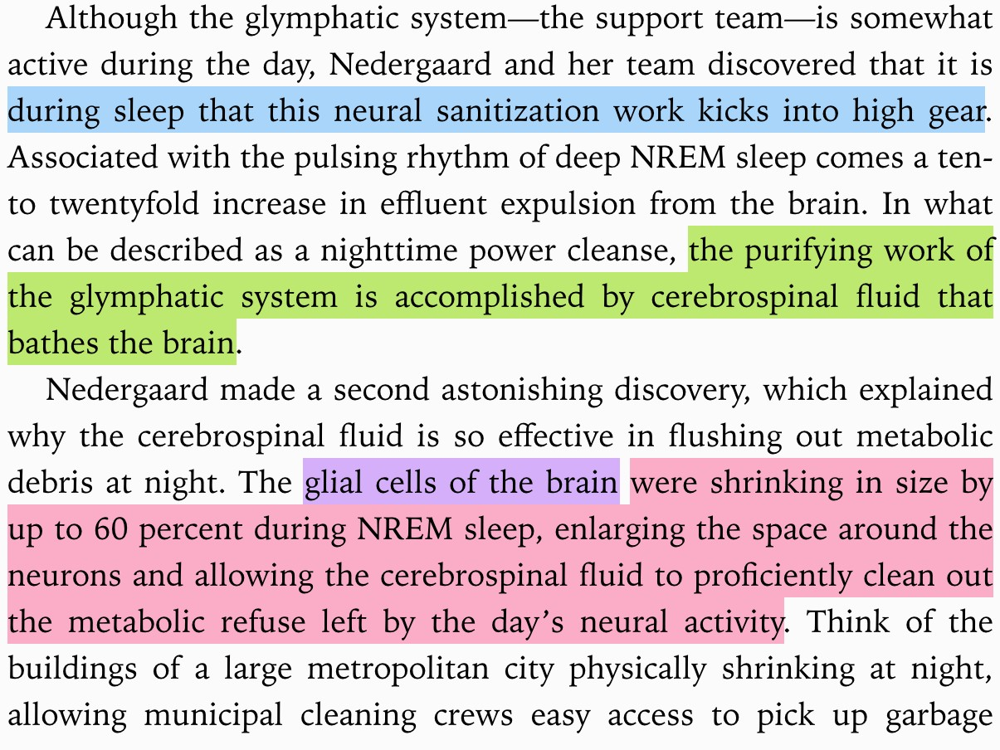 Although the glymphatic system—the support team—is somewhat
active during the day, Nedergaard and her team discovered that it is
during sleep that this neural sanitization work kicks into high gear.
Associated with the pulsing rhythm of deep NREM sleep comes a ten-
to twentyfold increase in effluent expulsion from the brain. In what
can be described as a nighttime power cleanse, the purifying work of
the glymphatic system is accomplished by cerebrospinal fluid that
bathes the brain.
Nedergaard made a second astonishing discovery, which explained
why the cerebrospinal fluid is so effective in flushing out metabolic
debris at night. The glial cells of the brain were shrinking in size by
up to 60 percent during NREM sleep, enlarging the space around the
neurons and allowing the cerebrospinal fluid to proficiently clean out
the metabolic refuse left by the day’s neural activity. Think of the
buildings of a large metropolitan city physically shrinking at night,
allowing municipal cleaning crews easy access to pick up garbage